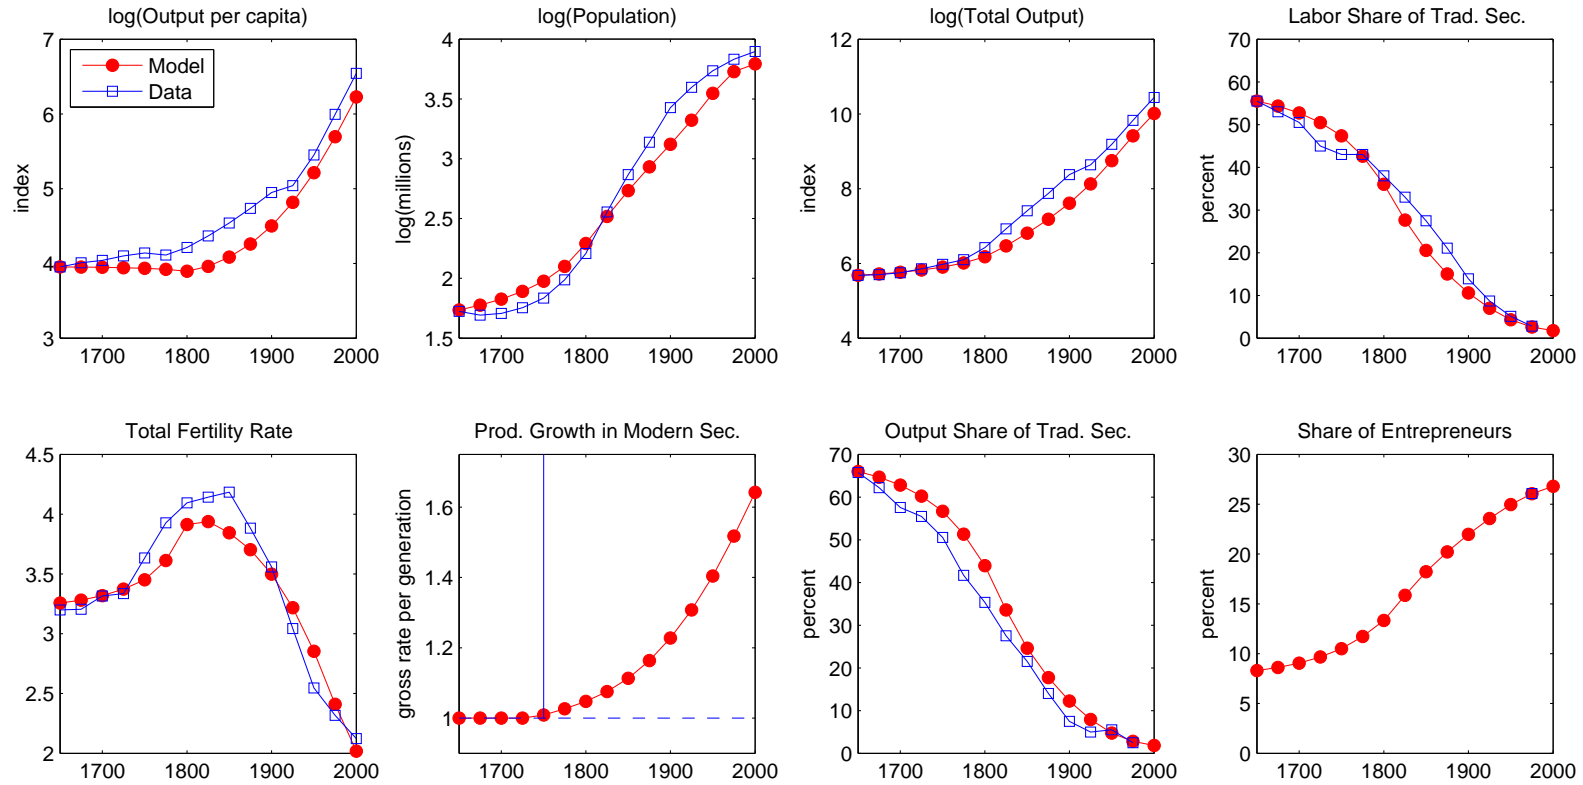 log(Output per capita)
7
6
5
4
3
index
Model
Data
1700 1800 1900 2000
log(Population)
4
3.5
3
2.5
2
1.5
log(millions)
1700 1800 1900 2000
log(Total Output)
12
10
8
6
4
index
1700 1800 1900 2000
Labor Share of Trad. Sec.
70
60
50
40
30
20
10
0
percent
1700 1800 1900 2000
Total Fertility Rate
4.5
4
3.5
3
2.5
2
1700 1800 1900 2000
Prod. Growth in Modern Sec.
1.6
1.4
1.2
1
gross rate per generation
1700 1800 1900 2000
Output Share of Trad. Sec.
70
60
50
40
30
20
10
0
percent
1700 1800 1900 2000
Share of Entrepreneurs
30
25
20
15
10
5
0
percent
1700 1800 1900 2000